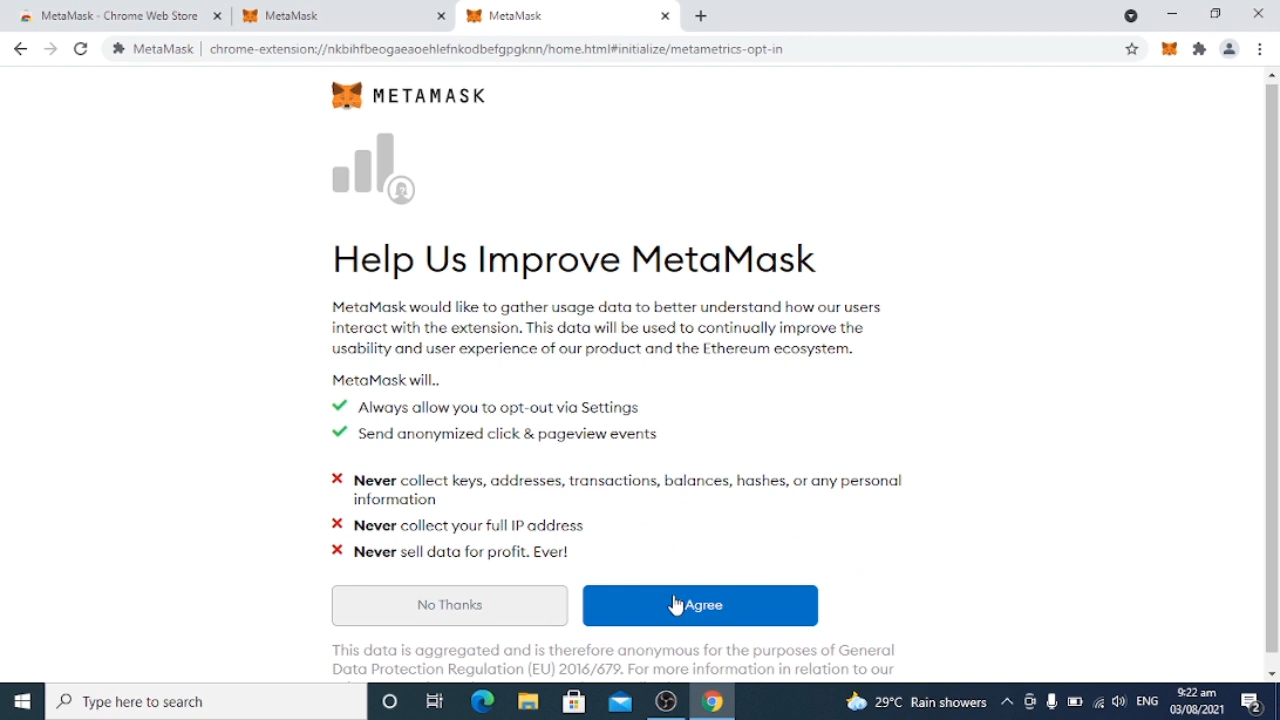 MetaMask - Chrome Web Store
MetaMask
MetaMask
MetaMask
chrome-extension://nkbihfbeogaeaoehlefnkodbefgpgknn/home.html#initialize/metametrics-opt-in
METAMASK
Help Us Improve MetaMask
MetaMask would like to gather usage data to better understand how our users
interact with the extension. This data will be used to continually improve the
usability and user experience of our product and the Ethereum ecosystem.
MetaMask will..
Always allow you to opt-out via Settings
Send anonymized click & pageview events
Never collect keys, addresses, transactions, balances, hashes, or any personal
information
Never collect your full IP address
Never sell data for profit. Ever!
No Thanks
Agree
This data is aggregated and is therefore anonymous for the purposes of General
Data Protection Regulation (EU) 2016/679. For more information in relation to our
Type here to search
29°C Rain showers
ENG
9:22 am
03/08/2021
2